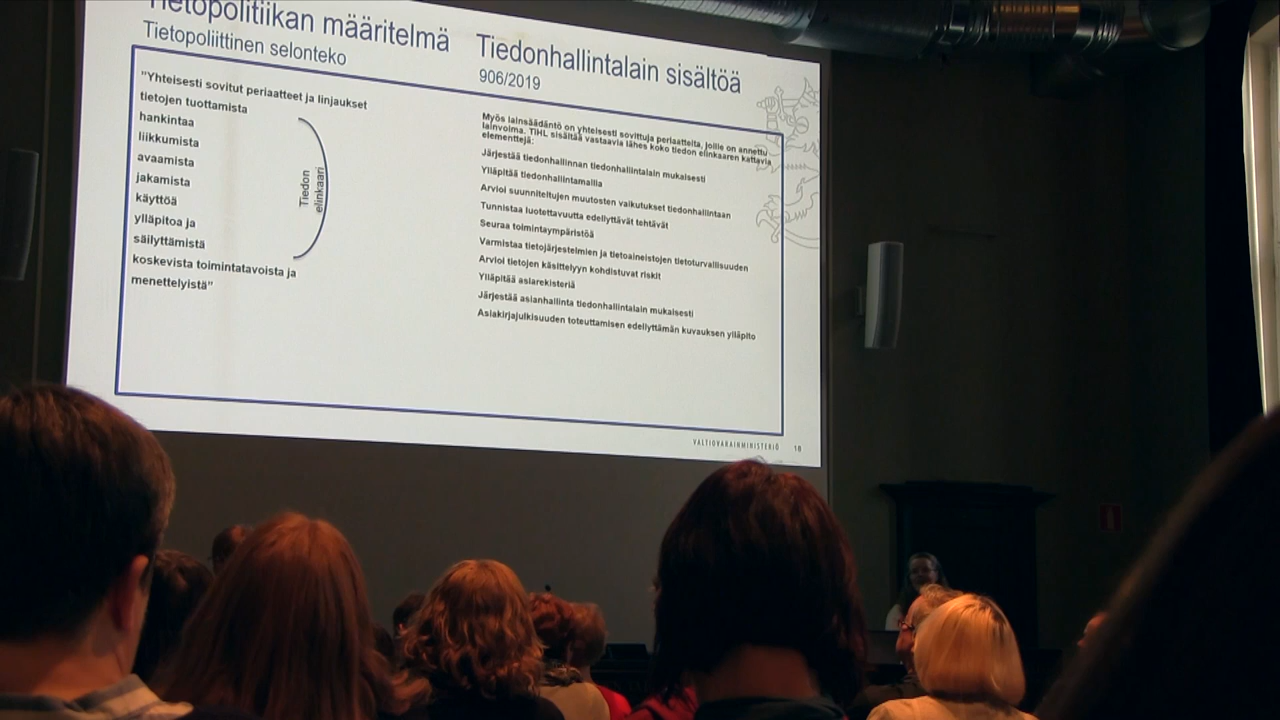 Tietopolitiikan määritelmä
Tietopoliittinen selonteko
"Yhteisesti sovitut periaatteet ja linjaukset
tietojen tuottamista
hankintaa
liikkumista
avaamista
jakamista
käyttöä
ylläpitoa ja
säilyttämistä
koskevista toimintatavoista ja
menettelyistä"
Tiedon
elinkaari
Tiedonhallintalain sisältöä
906/2019
Myös lainsäädäntö on yhteisesti sovittuja periaatteita, joille on annettu
lainvoima. TIHL sisältää vastaavia lähes koko tiedon elinkaaren kattavia
elementtejä:
Järjestää tiedonhallinnan tiedonhallintalain mukaisesti
Ylläpitää tiedonhallintamallia
Arvioi suunniteltujen muutosten vaikutukset tiedonhallintaan
Tunnistaa luotettavuutta edellyttävät tehtävät
Seuraa toimintaympäristöä
Varmistaa tietojärjestelmien ja tietoaineistojen tietoturvallisuuden
Arvioi tietojen käsittelyyn kohdistuvat riskit
Ylläpitää asiarekisteriä
Järjestää asianhallinta tiedonhallintalain mukaisesti
Asiakirjajulkisuuden toteuttamisen edellyttämän kuvauksen ylläpito
VALTIOVARAINMINISTERIÖ 18